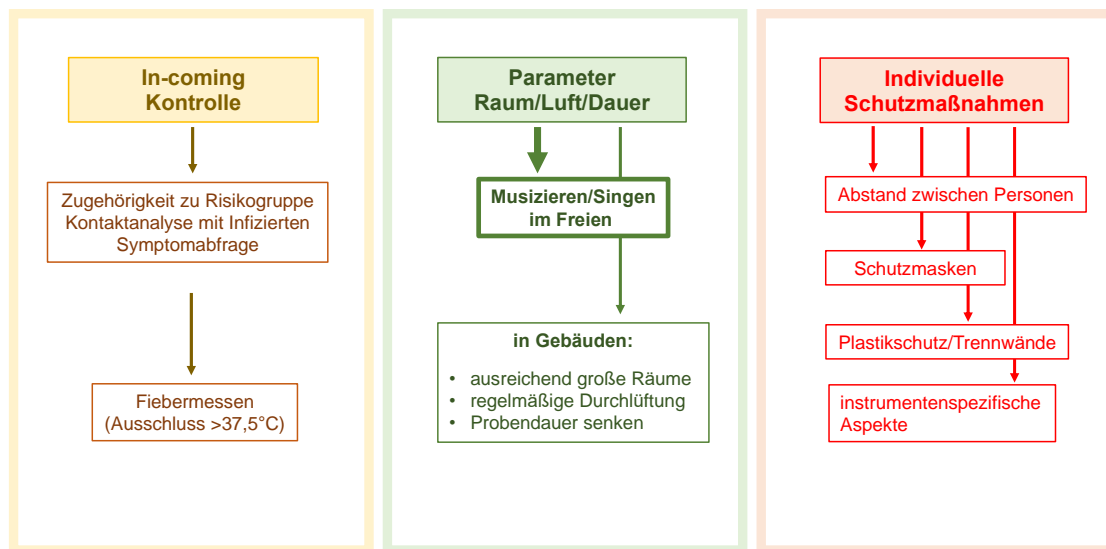 In-coming
Kontrolle
Zugehörigkeit zu Risikogruppe
Kontaktanalyse mit Infizierten
Symptomabfrage
Fiebermessen
(Ausschluss >37,5°C)
Parameter
Raum/Luft/Dauer
Musizieren/Singen
im Freien
in Gebäuden:
• ausreichend große Räume
• regelmäßige Durchlüftung
• Probendauer senken
Individuelle
Schutzmaßnahmen
Abstand zwischen Personen
Schutzmasken
Plastikschutz/Trennwände
instrumentenspezifische
Aspekte